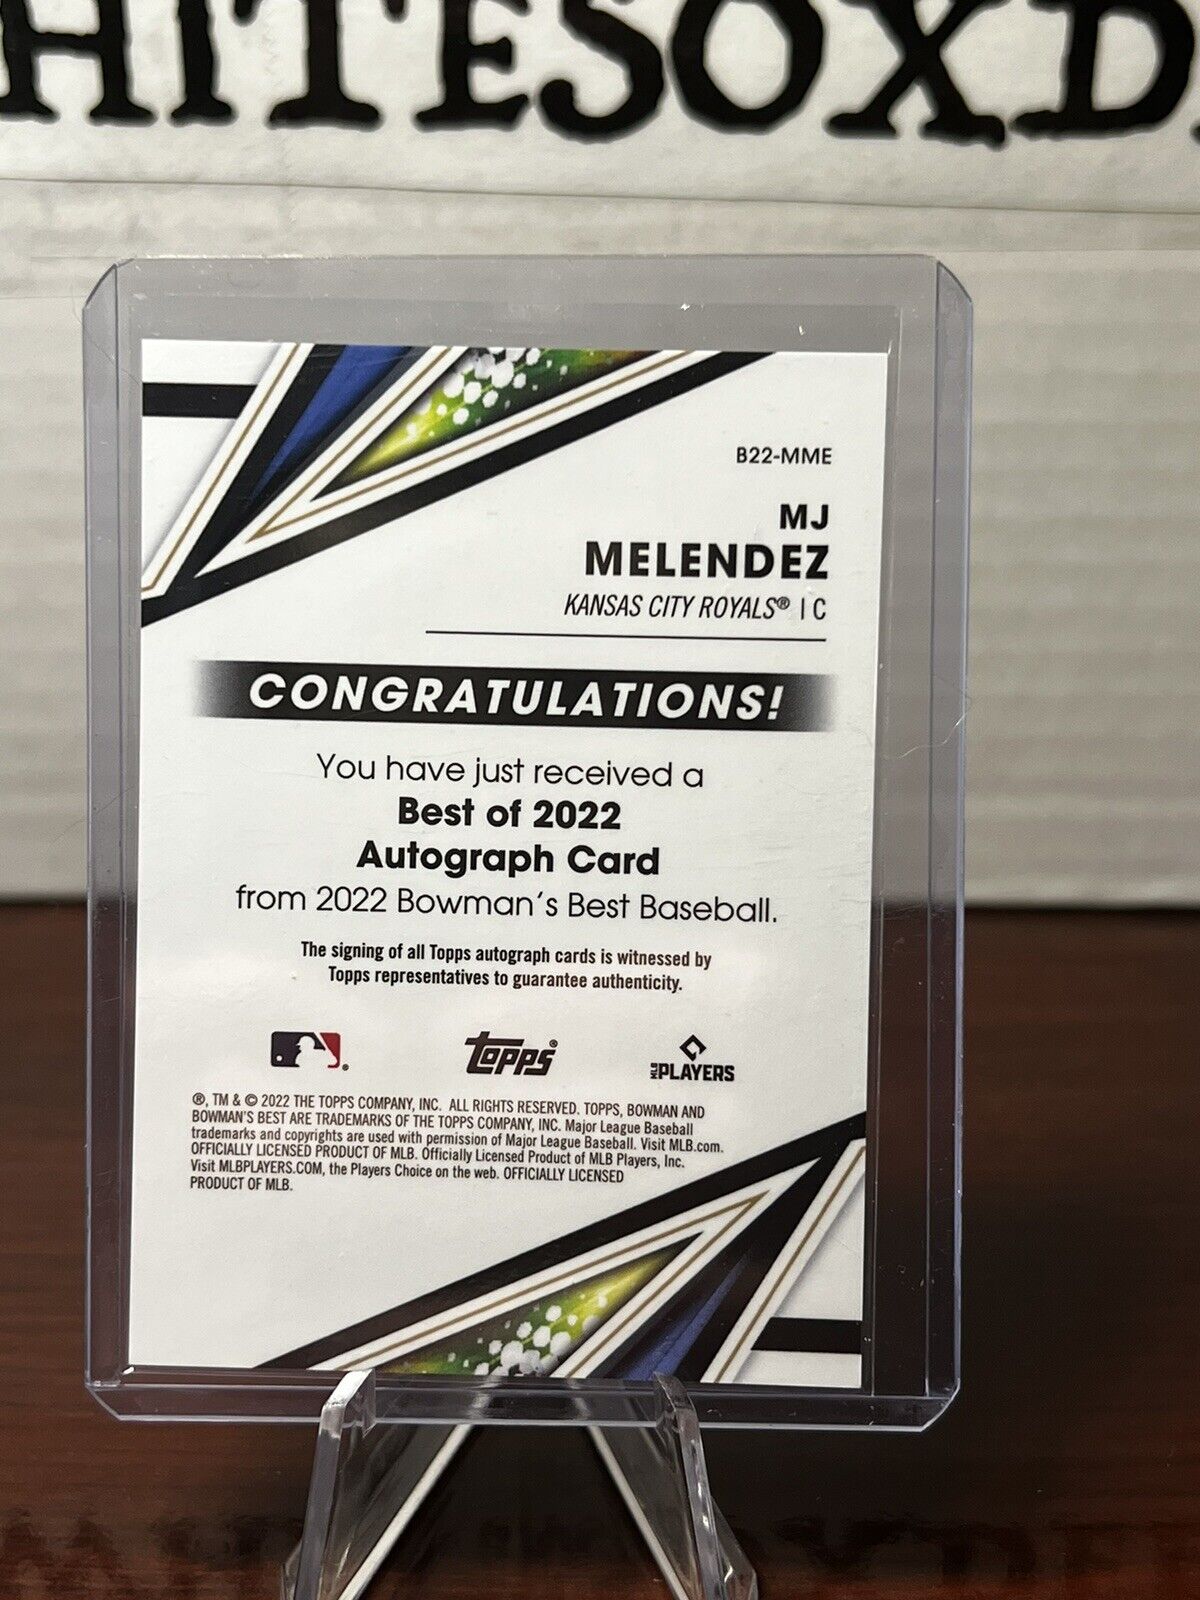 HITESOXD
B22-MME
MJ
MELENDEZ
KANSAS CITY ROYALS® | C
CONGRATULATIONS!
You have just received a
Best of 2022
Autograph Card
from 2022 Bowman's Best Baseball.
The signing of all Topps autograph cards is witnessed by
Topps representatives to guarantee authenticity.
topps®
MLB PLAYERS
®, TM & © 2022 THE TOPPS COMPANY, INC. ALL RIGHTS RESERVED. TOPPS, BOWMAN AND
BOWMAN'S BEST ARE TRADEMARKS OF THE TOPPS COMPANY, INC. Major League Baseball
trademarks and copyrights are used with permission of Major League Baseball. Visit MLB.com.
OFFICIALLY LICENSED PRODUCT OF MLB. Officially Licensed Product of MLB Players, Inc.
Visit MLBPLAYERS.COM, the Players Choice on the web. OFFICIALLY LICENSED
PRODUCT OF MLB.